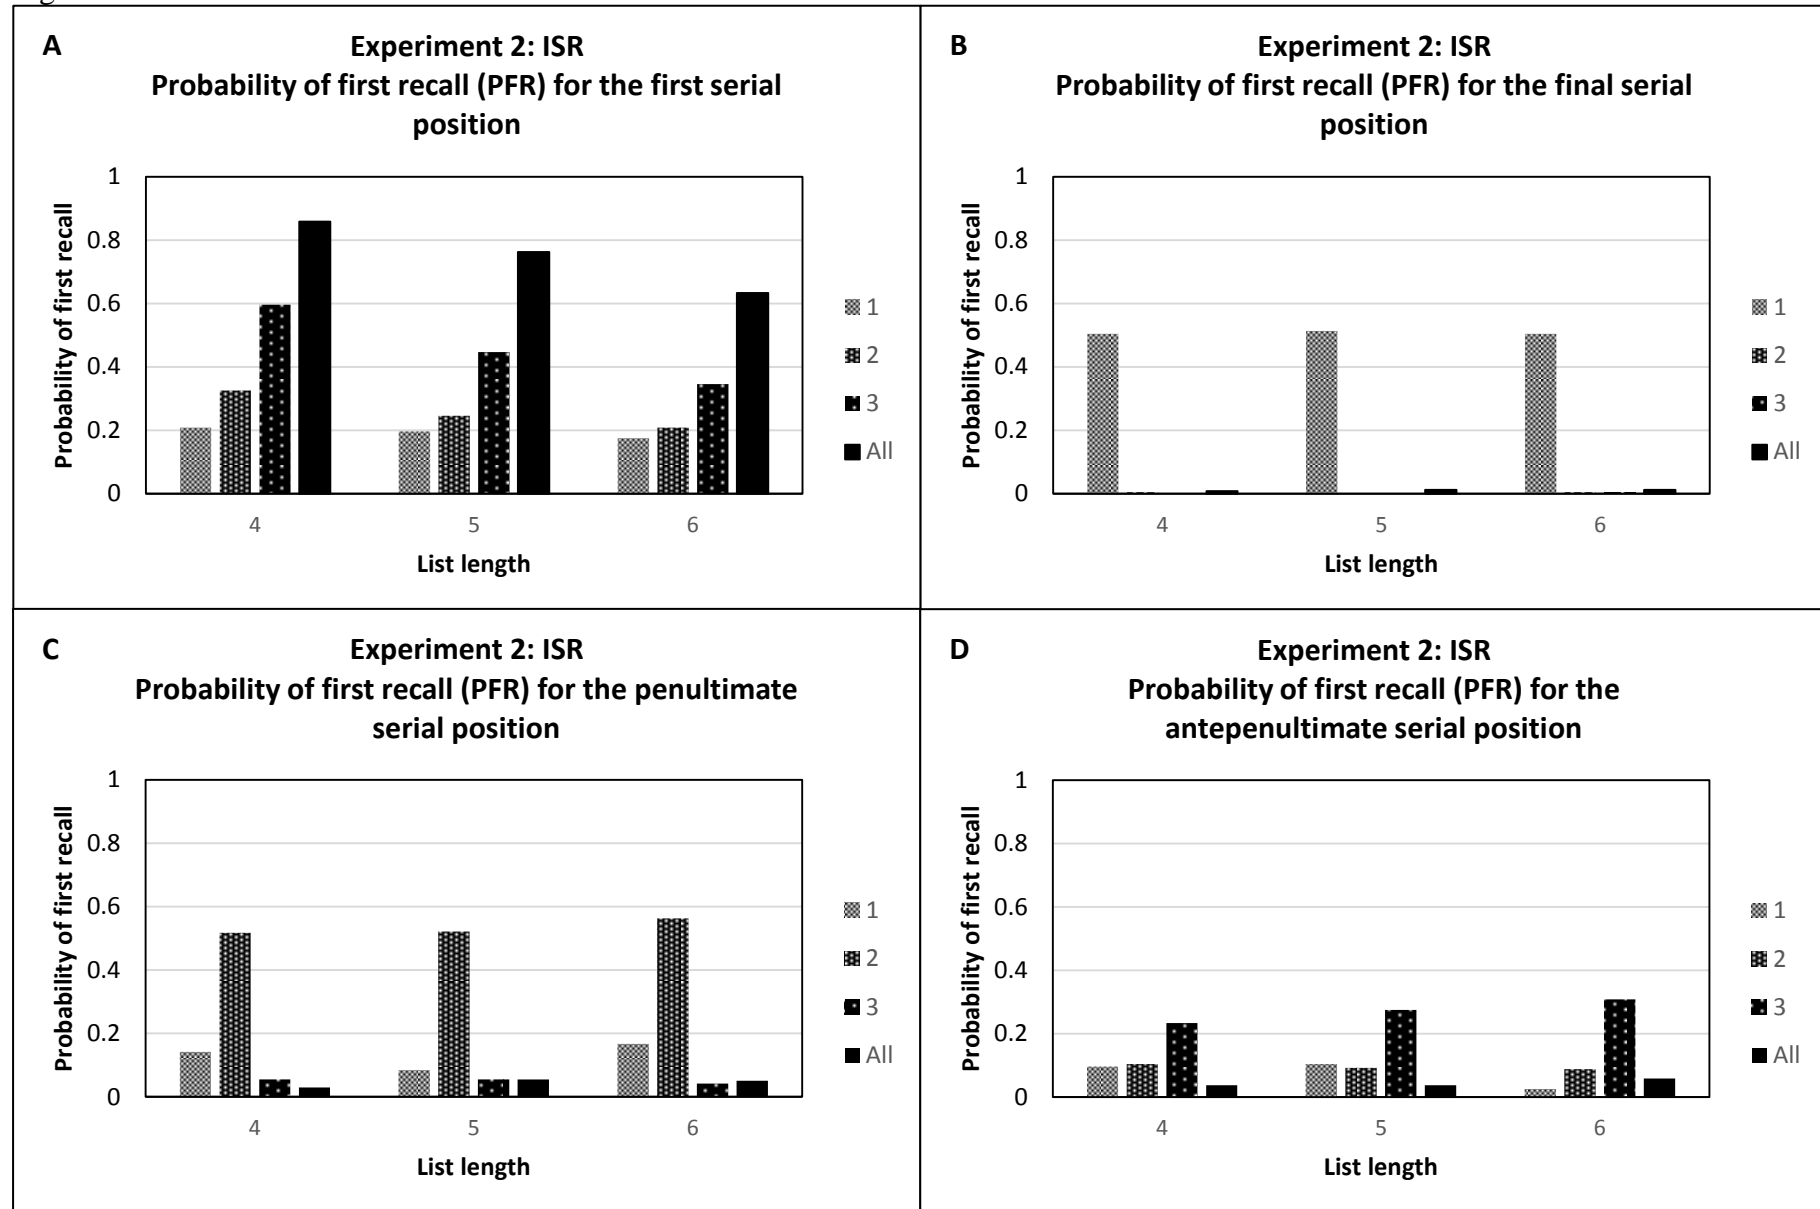 A
Experiment 2: ISR
Probability of first recall (PFR) for the first serial
position
Probability of first recall
1
0.8
0.6
0.4
0.2
0
4
5
6
List length
1
2
3
All
B
Experiment 2: ISR
Probability of first recall (PFR) for the final serial
position
Probability of first recall
1
0.8
0.6
0.4
0.2
0
4
5
6
List length
1
2
3
All
C
Experiment 2: ISR
Probability of first recall (PFR) for the penultimate
serial position
Probability of first recall
1
0.8
0.6
0.4
0.2
0
4
5
6
List length
1
2
3
All
D
Experiment 2: ISR
Probability of first recall (PFR) for the
antepenultimate serial position
Probability of first recall
1
0.8
0.6
0.4
0.2
0
4
5
6
List length
1
2
3
All